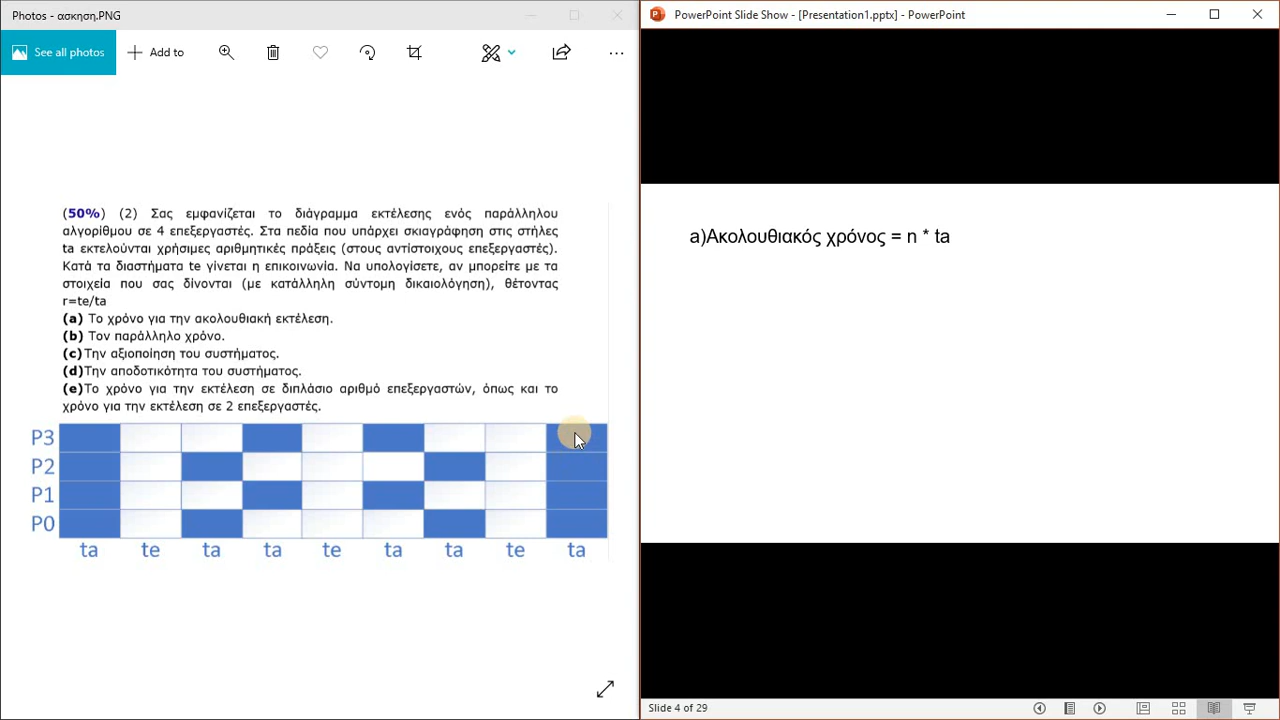 Photos - ασκηση.PNG
See all photos
Add to
(50%) (2) Σας εμφανίζεται το διάγραμμα εκτέλεσης ενός παράλληλου
αλγορίθμου σε 4 επεξεργαστές. Στα πεδία που υπάρχει σκιαγράφηση στις στήλες
ta εκτελούνται χρήσιμες αριθμητικές πράξεις (στους αντίστοιχους επεξεργαστές).
Κατά τα διαστήματα te γίνεται η επικοινωνία. Να υπολογίσετε, αν μπορείτε με τα
στοιχεία που σας δίνονται (με κατάλληλη σύντομη δικαιολόγηση), θέτοντας
r=te/ta
(a) Το χρόνο για την ακολουθιακή εκτέλεση.
(b) Τον παράλληλο χρόνο.
(c) Την αξιοποίηση του συστήματος.
(d) Την αποδοτικότητα του συστήματος.
(e) Το χρόνο για την εκτέλεση σε διπλάσιο αριθμό επεξεργαστών, όπως και το
χρόνο για την εκτέλεση σε 2 επεξεργαστές.
P3
P2
P1
P0
ta te ta ta te ta ta te ta
PowerPoint Slide Show - [Presentation1.pptx] - PowerPoint
a)Ακολουθιακός χρόνος = n * ta
Slide 4 of 29